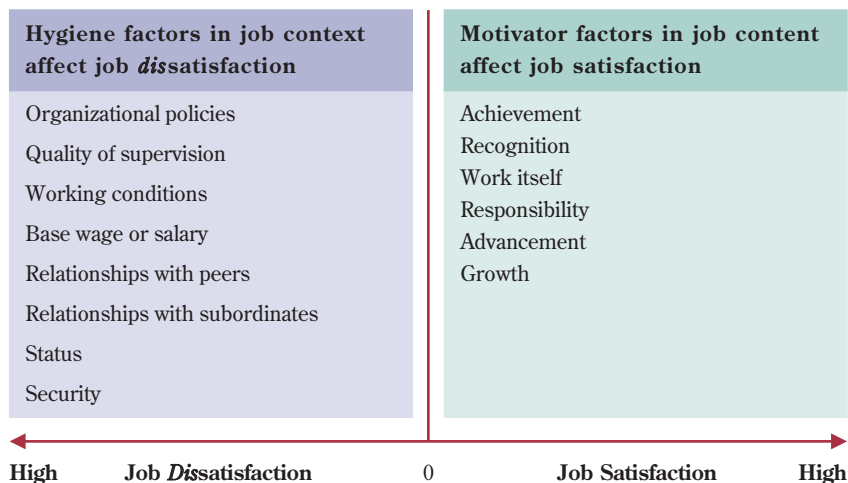 Hygiene factors in job context
affect job dissatisfaction
Organizational policies
Quality of supervision
Working conditions
Base wage or salary
Relationships with peers
Relationships with subordinates
Status
Security
Motivator factors in job content
affect job satisfaction
Achievement
Recognition
Work itself
Responsibility
Advancement
Growth
High Job Dissatisfaction 0 Job Satisfaction High